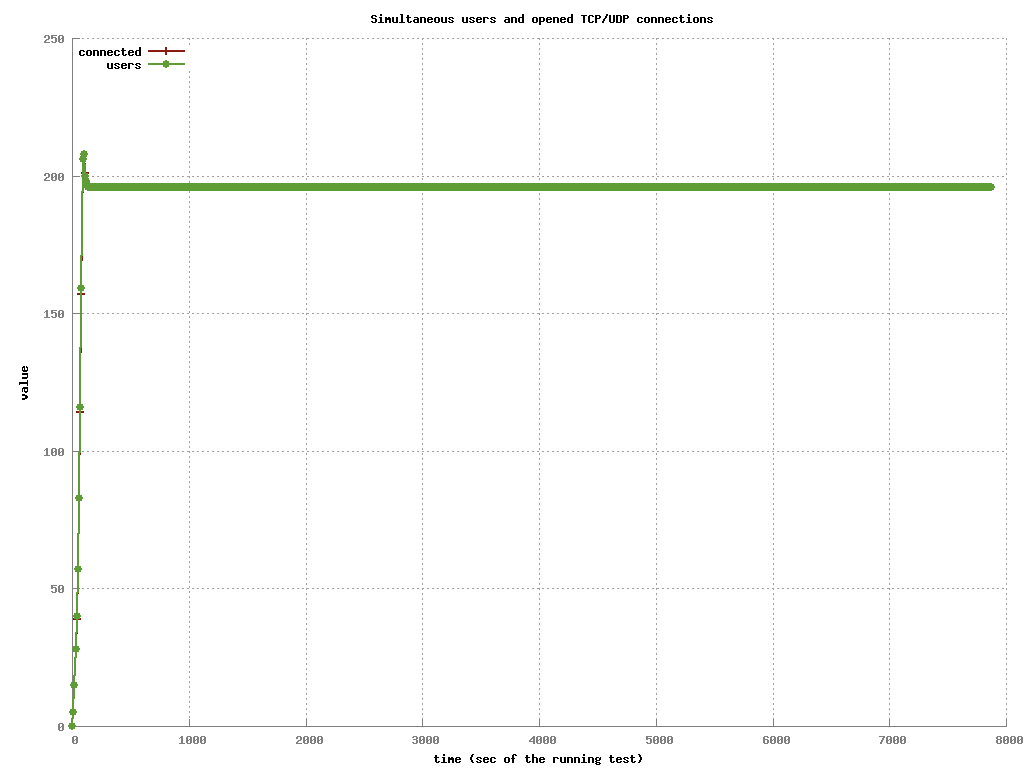 Simultaneous users and opened TCP/UDP connections
250
connected
users
200
150
value
100
50
0
0 1000 2000 3000 4000 5000 6000 7000 8000
time (sec of the running test)